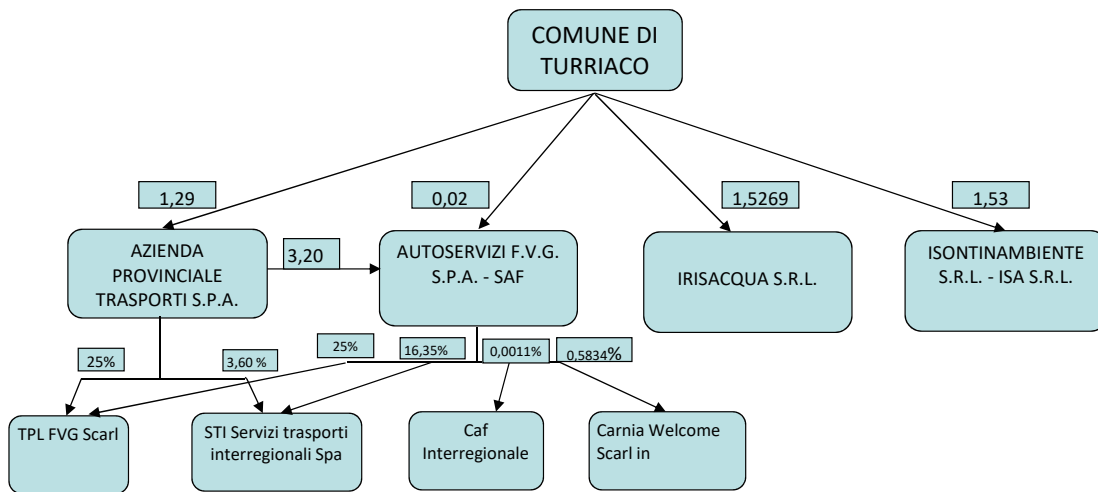 COMUNE DI
TURRIACO
1,29
0,02
1,5269
1,53
AZIENDA
PROVINCIALE
TRASPORTI S.P.A.
3,20
AUTOSERVIZI F.V.G.
S.P.A. - SAF
IRISACQUA S.R.L.
ISONTINAMBIENTE
S.R.L. - ISA S.R.L.
25%
3,60 %
25%
16,35%
0,0011%
0,5834%
TPL FVG Scarl
STI Servizi trasporti
interregionali Spa
Caf
Interregionale
Carnia Welcome
Scarl in